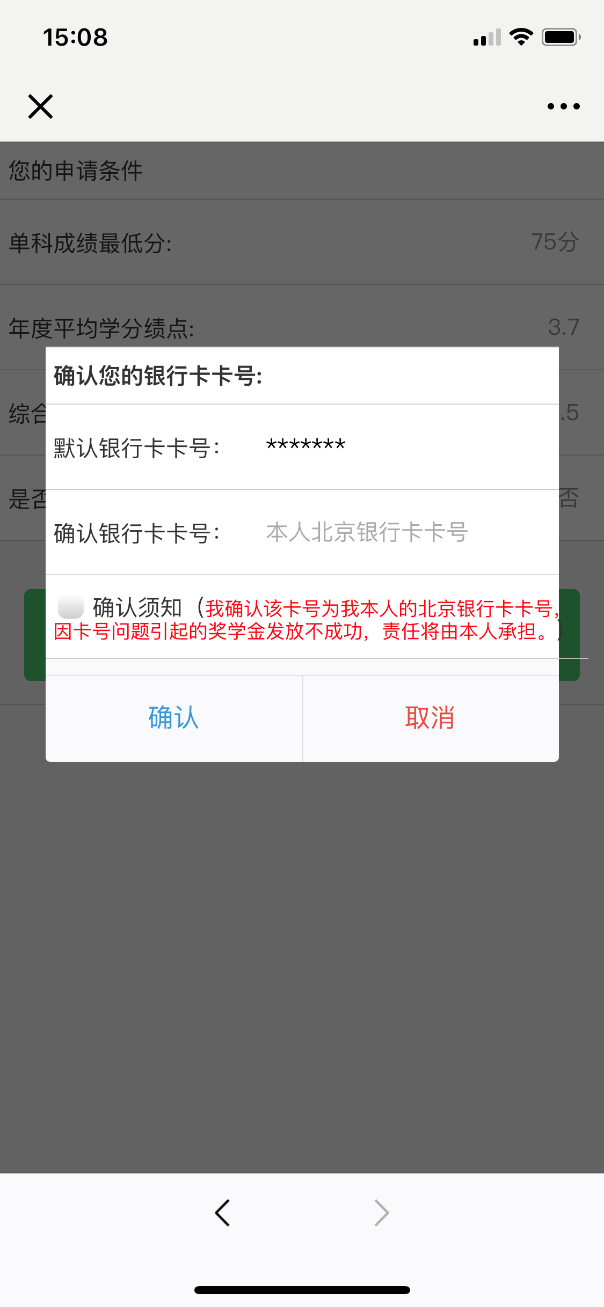 15:08
您的申请条件
单科成绩最低分: 75分
年度平均学分绩点: 3.7
确认您的银行卡卡号:
综合 .5
默认银行卡卡号: *******
是否 否
确认银行卡卡号: 本人北京银行卡卡号
确认须知（我确认该卡号为我本人的北京银行卡卡号,
因卡号问题引起的奖学金发放不成功，责任将由本人承担。）
确认 取消